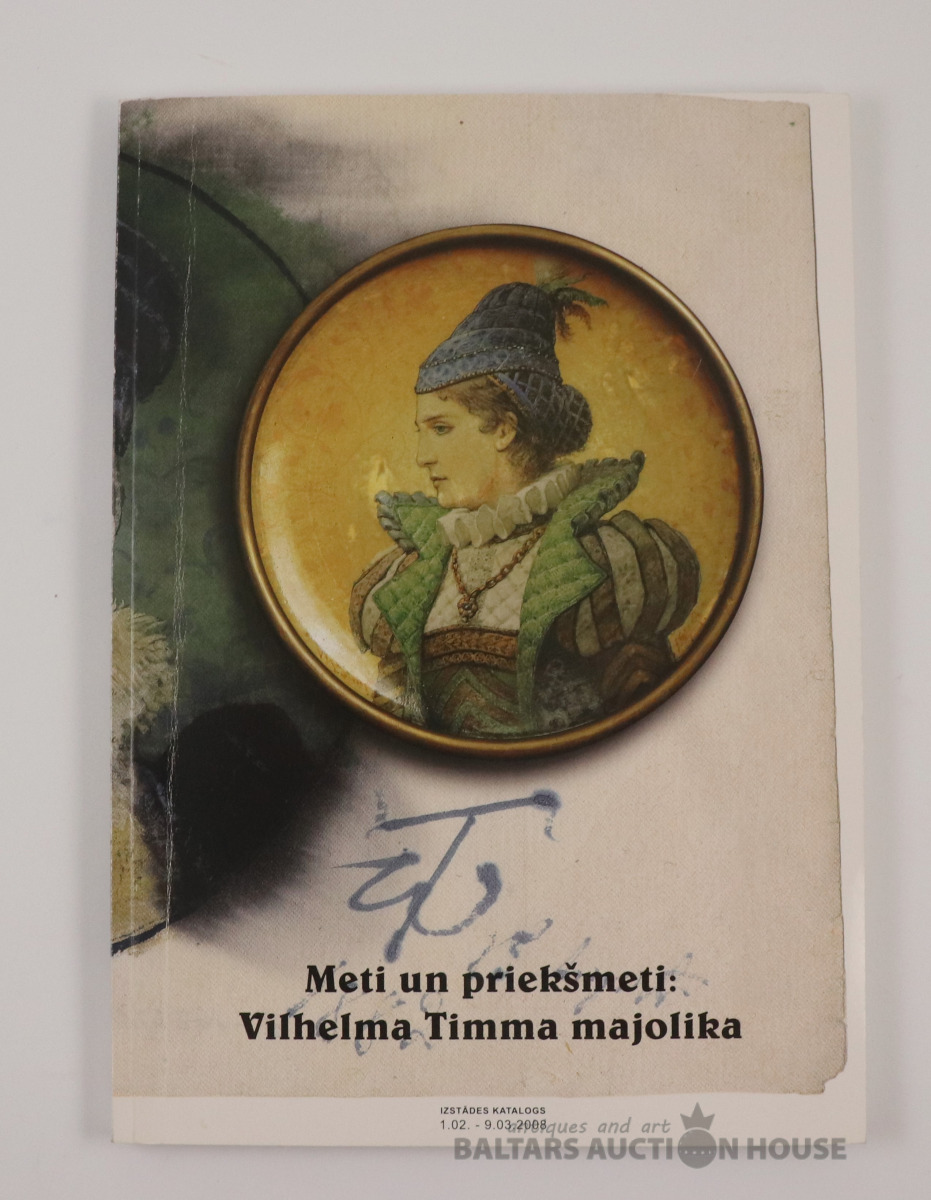 Meti un priekšmeti:
Vilhelma Timma majolika
IZSTĀDES KATALOGS
1.02. - 9.03.2008
antiques and art
BALTARS AUCTION HOUSE